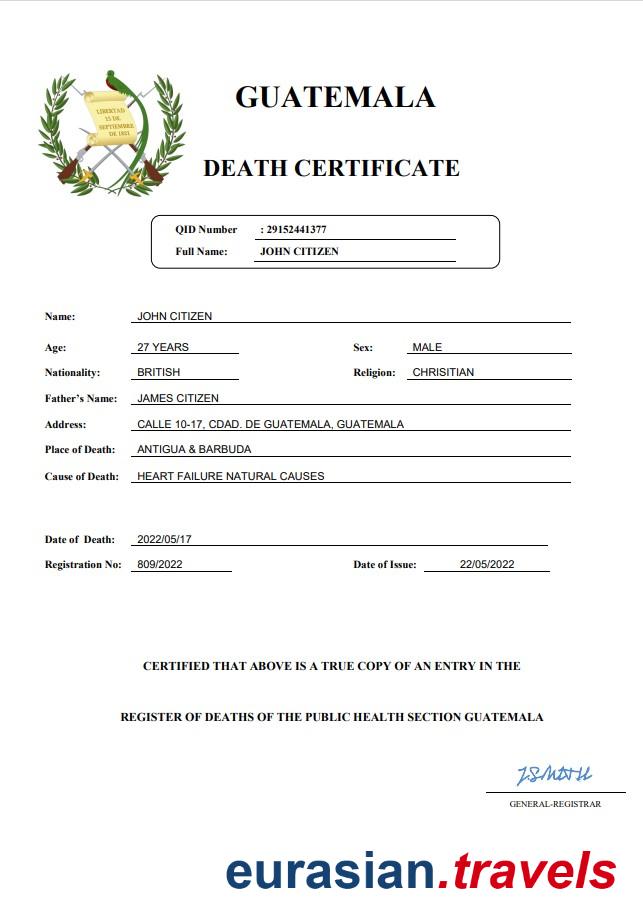 LIBERTAD
15 DE
SEPTIEMBRE
DE 1821
GUATEMALA
DEATH CERTIFICATE
QID Number : 29152441377
Full Name: JOHN CITIZEN
Name: JOHN CITIZEN
Age: 27 YEARS Sex: MALE
Nationality: BRITISH Religion: CHRISITIAN
Father's Name: JAMES CITIZEN
Address: CALLE 10-17, CDAD. DE GUATEMALA, GUATEMALA
Place of Death: ANTIGUA & BARBUDA
Cause of Death: HEART FAILURE NATURAL CAUSES
Date of Death: 2022/05/17
Registration No: 809/2022 Date of Issue: 22/05/2022
CERTIFIED THAT ABOVE IS A TRUE COPY OF AN ENTRY IN THE
REGISTER OF DEATHS OF THE PUBLIC HEALTH SECTION GUATEMALA
GENERAL-REGISTRAR
eurasian.travels